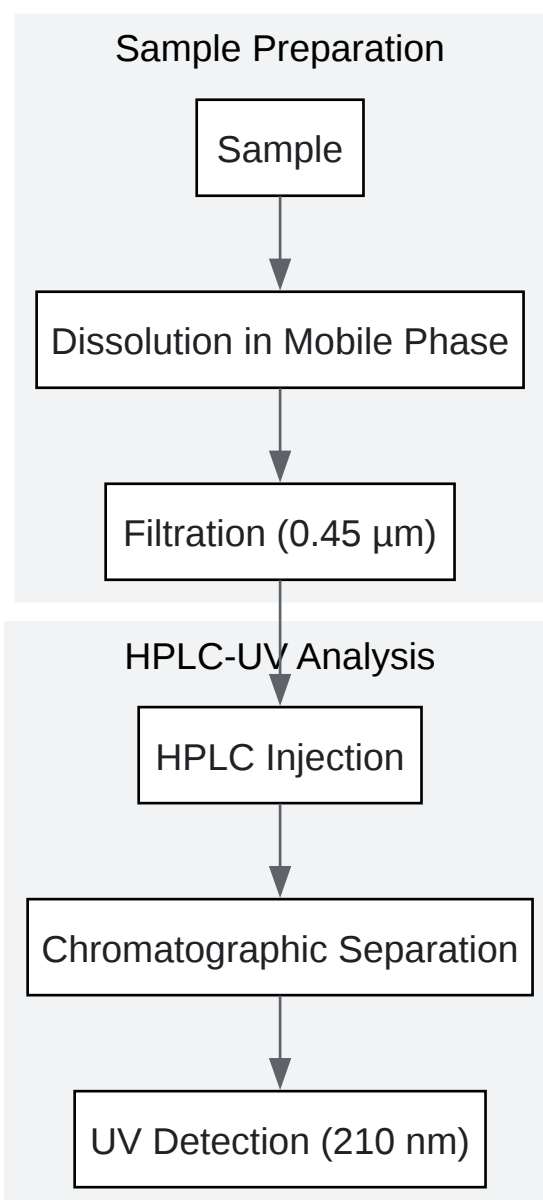 Sample Preparation
Sample
Dissolution in Mobile Phase
Filtration (0.45 µm)
HPLC-UV Analysis
HPLC Injection
Chromatographic Separation
UV Detection (210 nm)